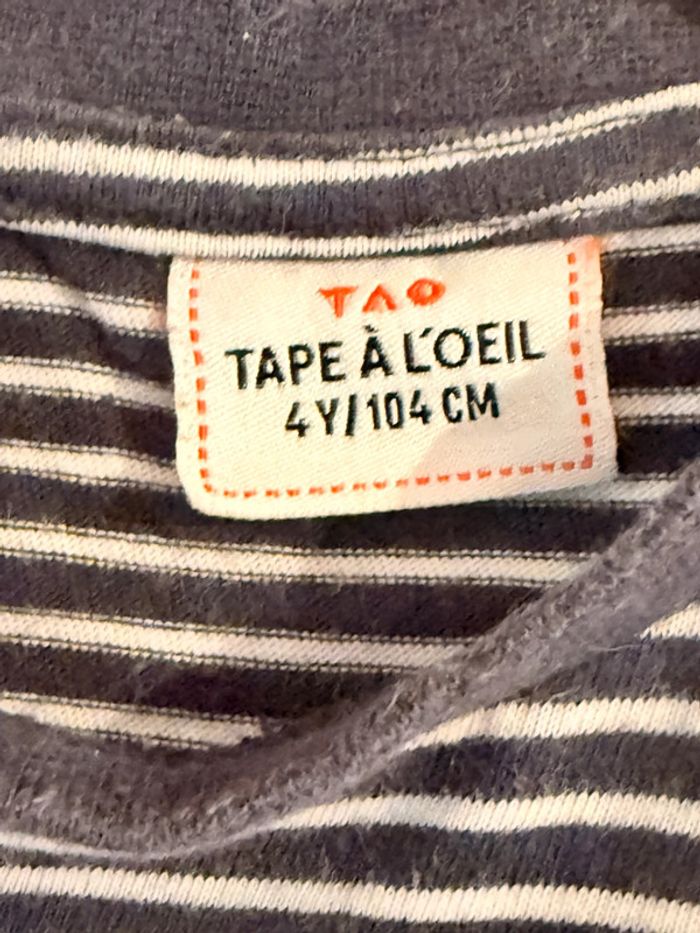 TAO
TAPE À L'OEIL
4Y/104 CM